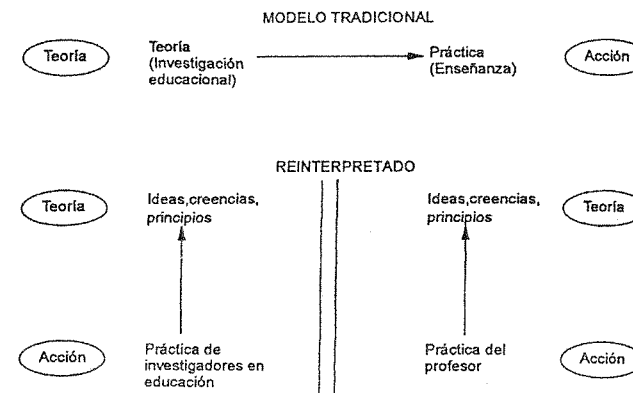 MODELO TRADICIONAL
Teoría
Teoría
(Investigación
educacional)
Práctica
(Enseñanza)
Acción
REINTERPRETADO
Teoría
Ideas,creencias,
principios
Ideas,creencias,
principios
Teoría
Acción
Práctica de
investigadores en
educación
Práctica del
profesor
Acción